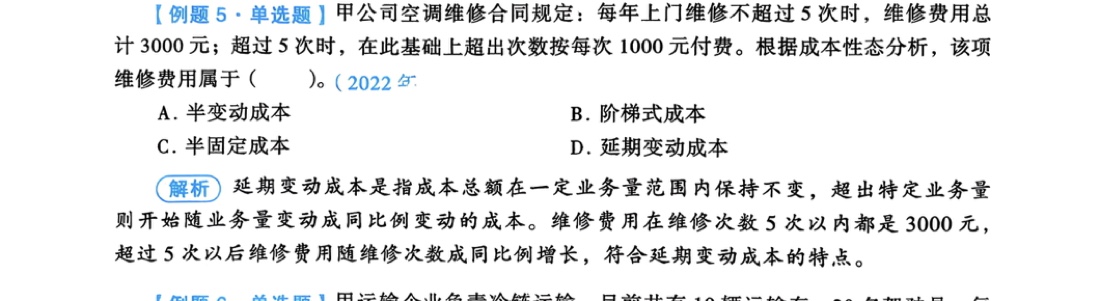 【例题5·单选题】甲公司空调维修合同规定：每年上门维修不超过5次时，维修费用总
计3000元；超过5次时，在此基础上超出次数按每次1000元付费。根据成本性态分析，该项
维修费用属于（　　）。（2022年
A. 半变动成本　B. 阶梯式成本
C. 半固定成本　D. 延期变动成本
解析 延期变动成本是指成本总额在一定业务量范围内保持不变，超出特定业务量
则开始随业务量变动成同比例变动的成本。维修费用在维修次数5次以内都是3000元，
超过5次以后维修费用随维修次数成同比例增长，符合延期变动成本的特点。